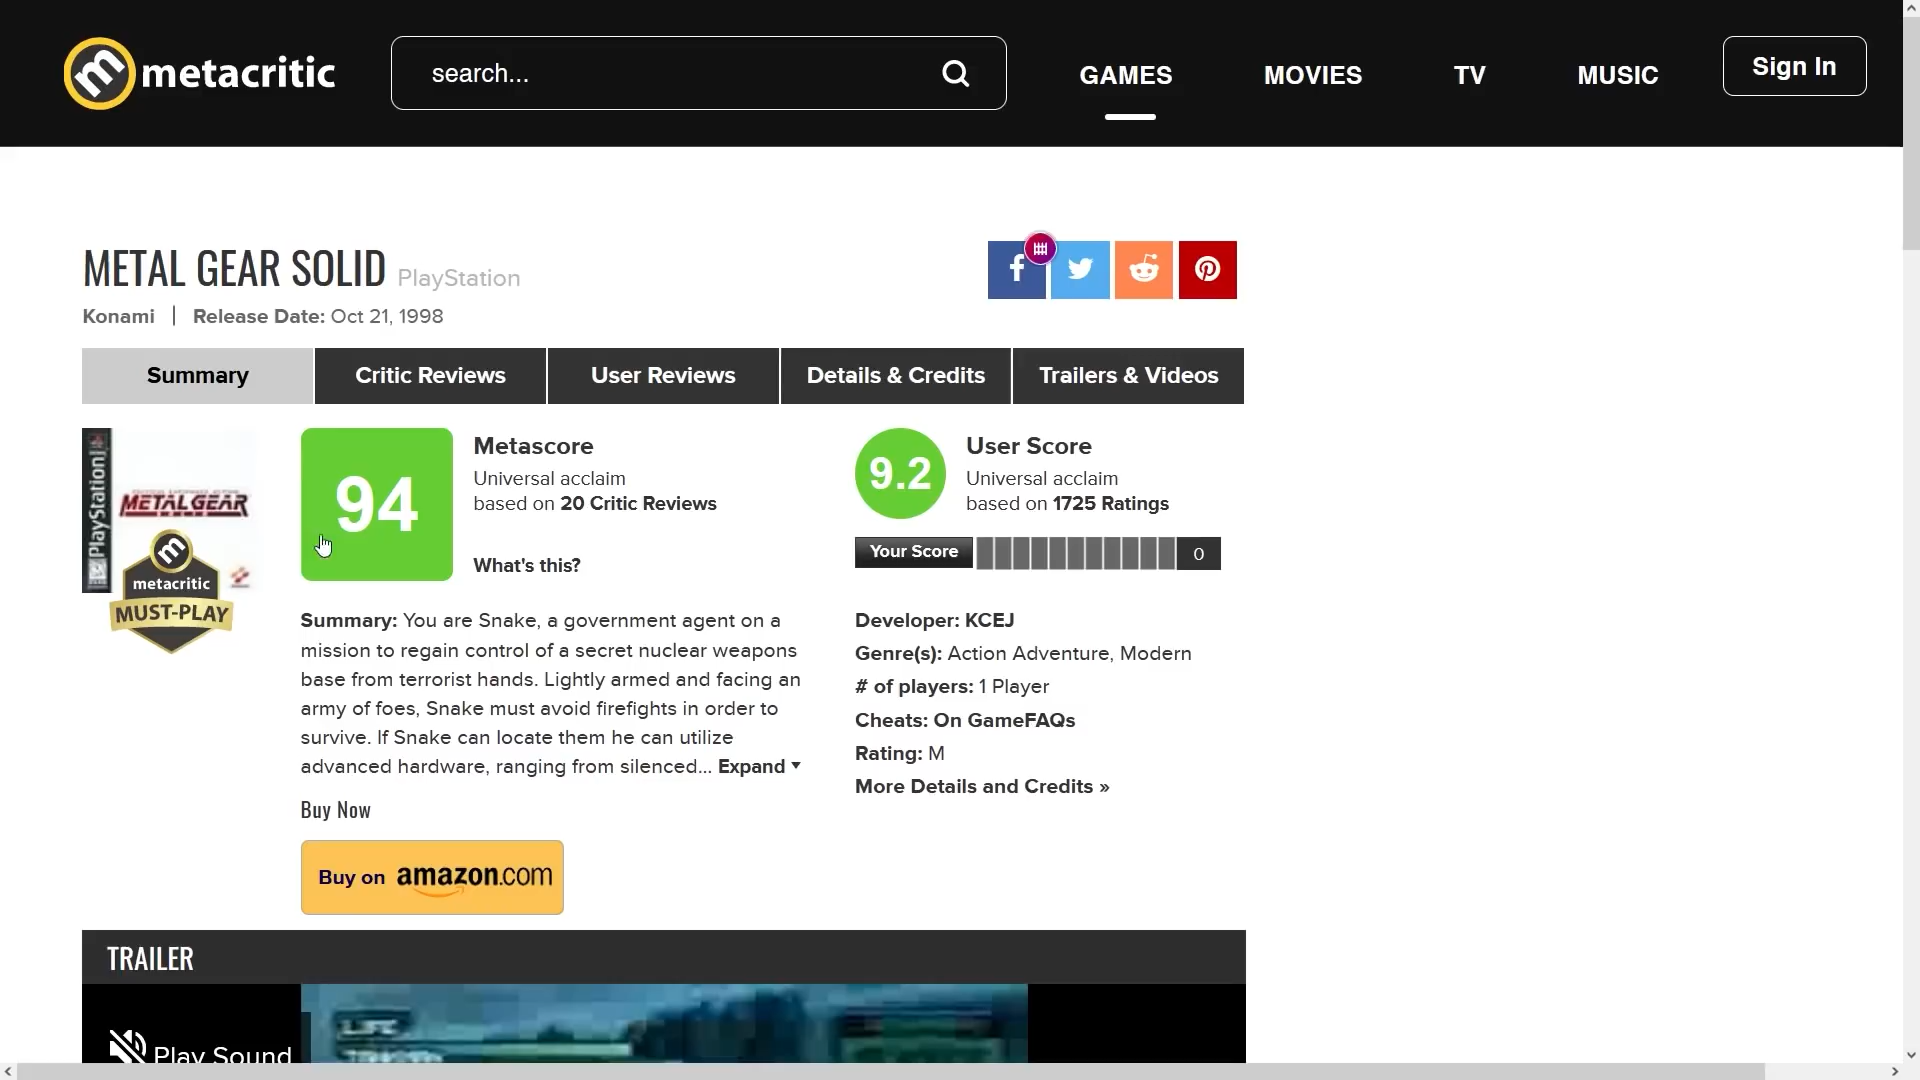 metacritic
search...
GAMES
MOVIES
TV
MUSIC
Sign In
METAL GEAR SOLID PlayStation
Konami | Release Date: Oct 21, 1998
Summary
Critic Reviews
User Reviews
Details & Credits
Trailers & Videos
PlayStation
METAL GEAR
metacritic
MUST-PLAY
94
Metascore
Universal acclaim
based on 20 Critic Reviews
What's this?
9.2
User Score
Universal acclaim
based on 1725 Ratings
Your Score
0
Summary: You are Snake, a government agent on a
mission to regain control of a secret nuclear weapons
base from terrorist hands. Lightly armed and facing an
army of foes, Snake must avoid firefights in order to
survive. If Snake can locate them he can utilize
advanced hardware, ranging from silenced... Expand
Developer: KCEJ
Genre(s): Action Adventure, Modern
# of players: 1 Player
Cheats: On GameFAQs
Rating: M
More Details and Credits »
Buy Now
Buy on amazon.com
TRAILER
Play Sound
LIFE